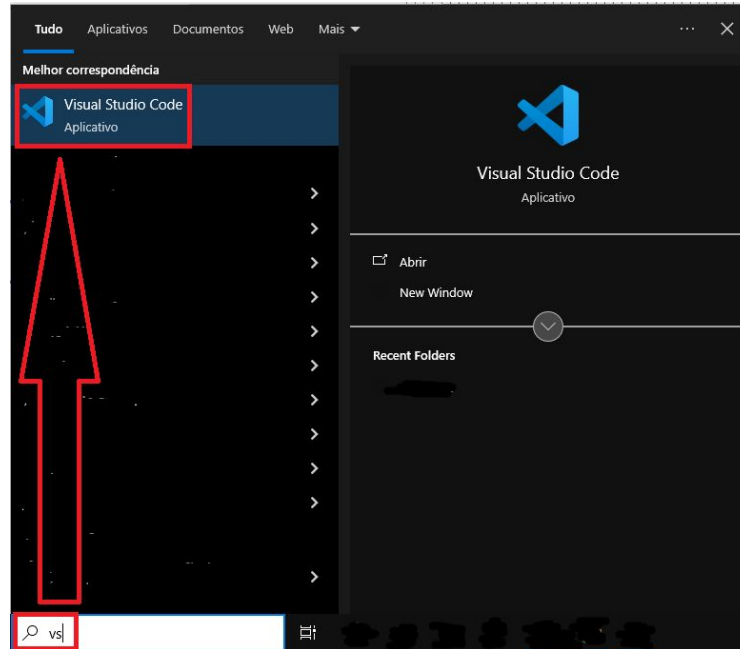 Tudo Aplicativos Documentos Web Mais
Melhor correspondência
Visual Studio Code
Aplicativo
Visual Studio Code
Aplicativo
Abrir
New Window
Recent Folders
vs